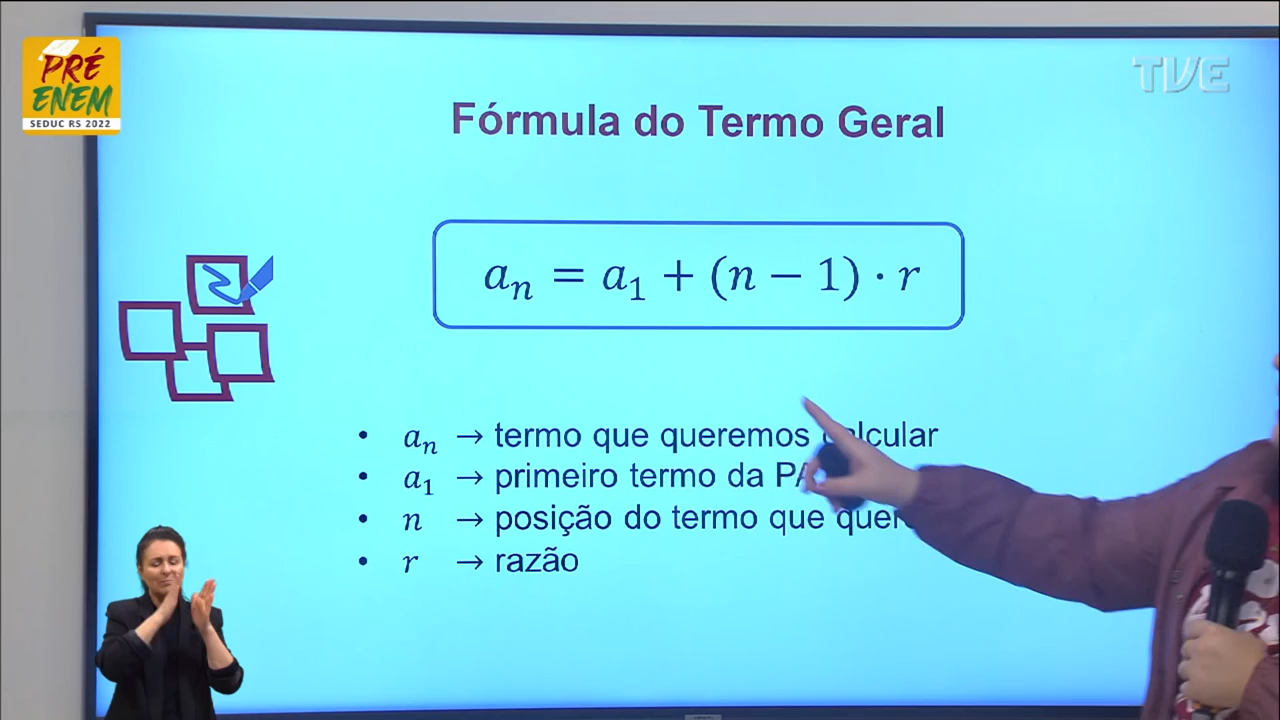 PRÉ
ENEM
SEDUC RS 2022
TVE
Fórmula do Termo Geral
aₙ = a₁ + (n − 1) · r
• aₙ → termo que queremos calcular
• a₁ → primeiro termo da PA
• n → posição do termo que
• r → razão